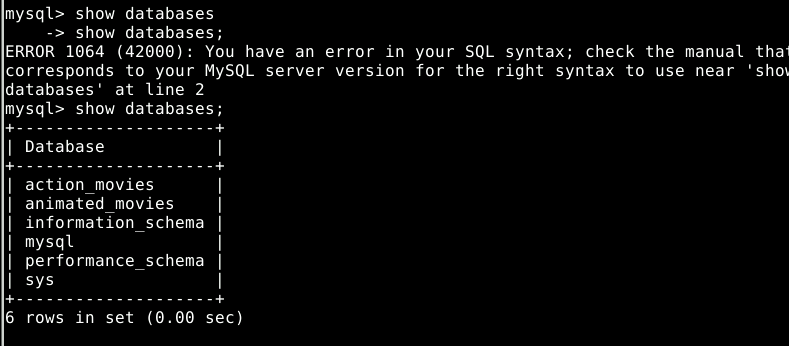 mysql> show databases
    -> show databases;
ERROR 1064 (42000): You have an error in your SQL syntax; check the manual that
corresponds to your MySQL server version for the right syntax to use near 'show
databases' at line 2
mysql> show databases;
+--------------------+
| Database           |
+--------------------+
| action_movies      |
| animated_movies    |
| information_schema |
| mysql              |
| performance_schema |
| sys                |
+--------------------+
6 rows in set (0.00 sec)